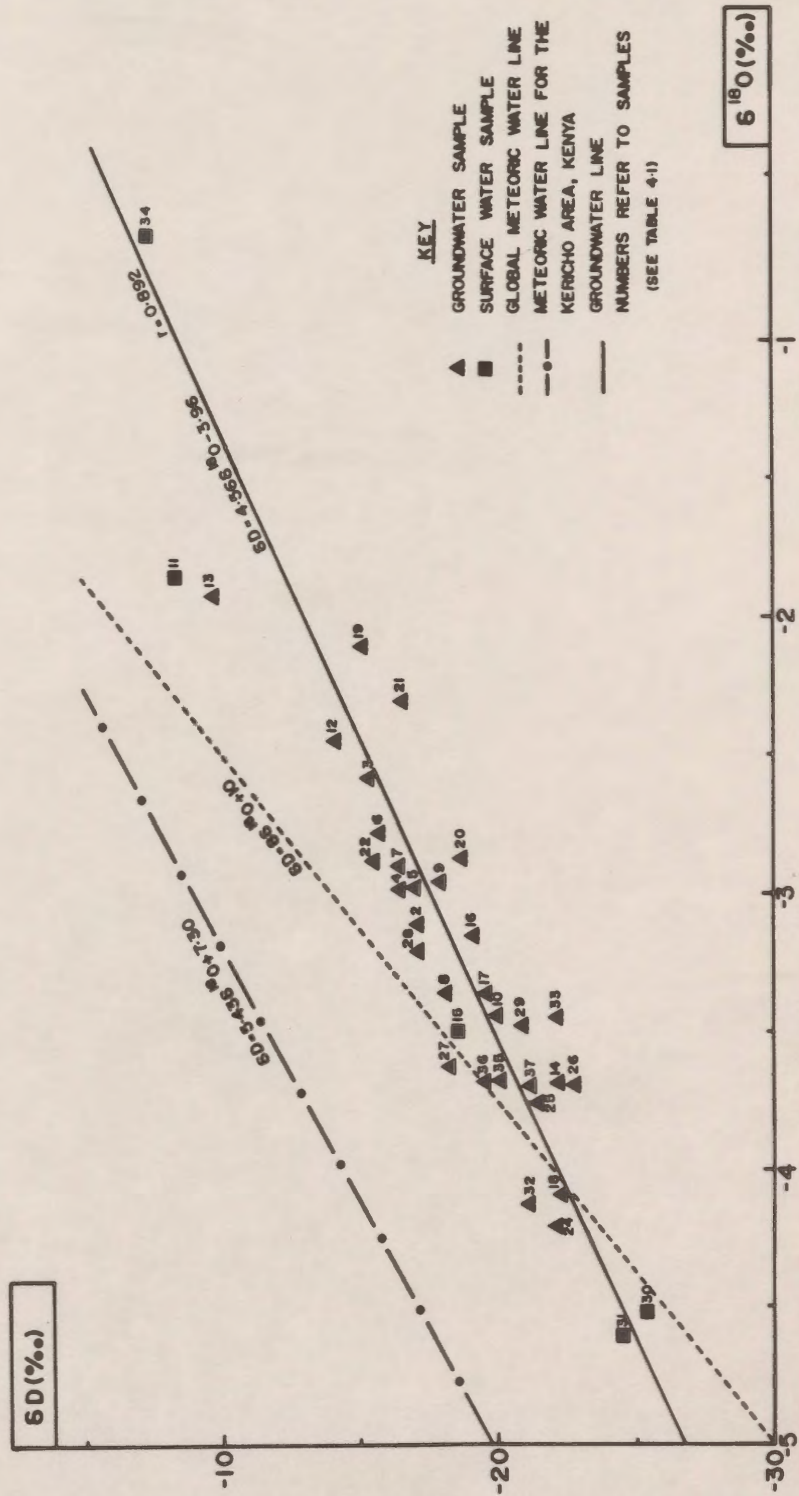 δD(‰)
-10
-20
-30
-5
-4
-3
-2
-1
δ¹⁸O(‰)
δD=5·436¹⁸O+7·30
δD=8δ¹⁸O+10
δD=4·566¹⁸O-3·96
r=0.892
34
11
13
19
21
12
3
6
22
7
4
5
9
20
2
28
16
8
17
10
29
33
15
27
36
35
37
14
26
25
32
18
24
31
30
KEY
GROUNDWATER SAMPLE
SURFACE WATER SAMPLE
GLOBAL METEORIC WATER LINE
METEORIC WATER LINE FOR THE
KERICHO AREA, KENYA
GROUNDWATER LINE
NUMBERS REFER TO SAMPLES
(SEE TABLE 4·1)